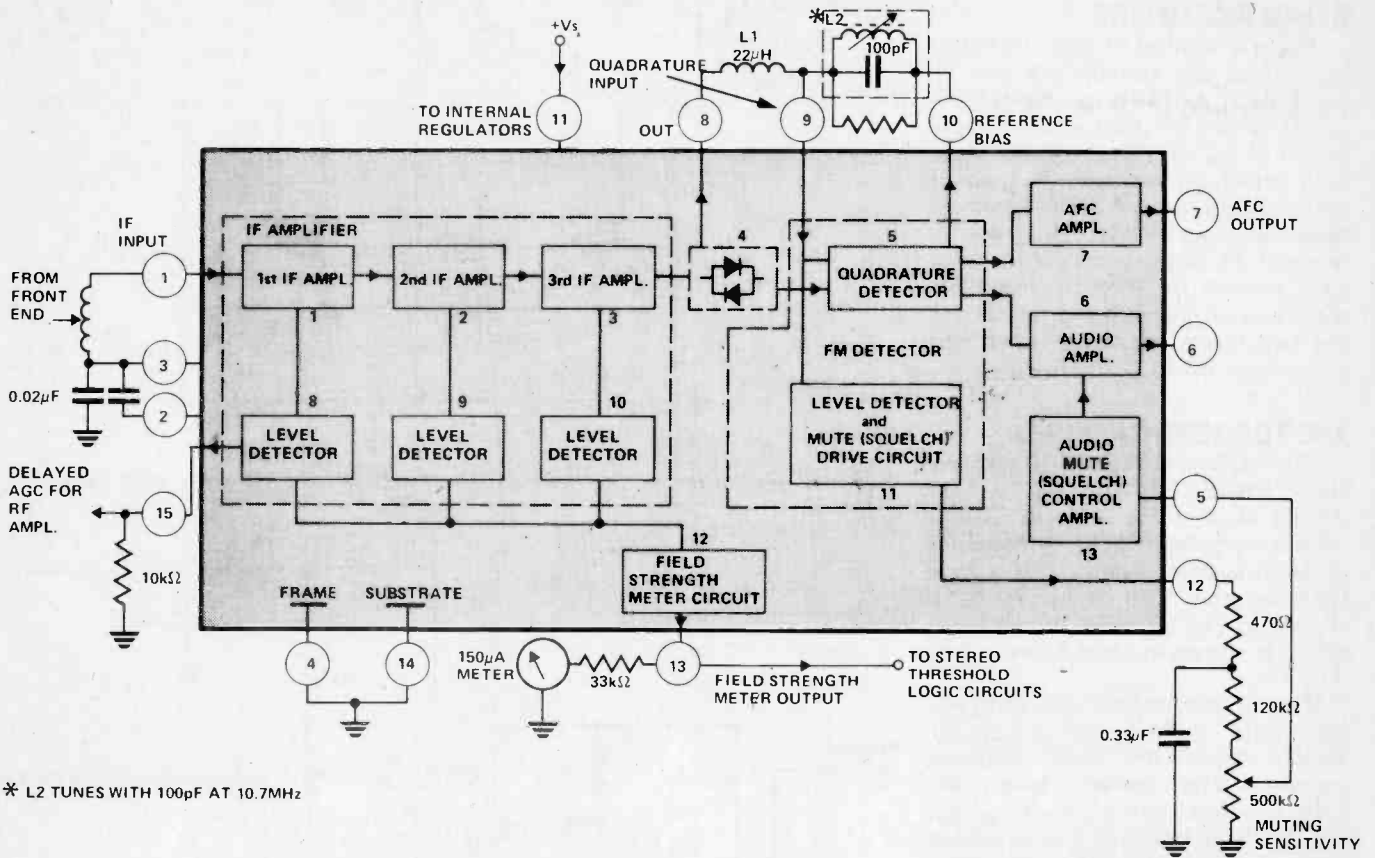 +Vs
TO INTERNAL
REGULATORS
11
QUADRATURE
INPUT
L1
22μH
*L2
100pF
OUT
8
9
10
REFERENCE
BIAS
IF
INPUT
FROM
FRONT
END
1
3
2
0.02μF
DELAYED
AGC FOR
RF
AMPL.
15
10kΩ
IF AMPLIFIER
1st IF AMPL.
1
2nd IF AMPL.
2
3rd IF AMPL.
3
4
5
QUADRATURE
DETECTOR
FM DETECTOR
AFC
AMPL.
7
7
AFC
OUTPUT
6
AUDIO
AMPL.
6
8
LEVEL
DETECTOR
9
LEVEL
DETECTOR
10
LEVEL
DETECTOR
LEVEL DETECTOR
and
MUTE (SQUELCH)
DRIVE CIRCUIT
11
AUDIO
MUTE
(SQUELCH)
CONTROL
AMPL.
13
5
12
12
FIELD
STRENGTH
METER CIRCUIT
FRAME
SUBSTRATE
4
14
150μA
METER
33kΩ
13
FIELD STRENGTH
METER OUTPUT
TO STEREO
THRESHOLD
LOGIC CIRCUITS
470Ω
120kΩ
0.33μF
500kΩ
MUTING
SENSITIVITY
* L2 TUNES WITH 100pF AT 10.7MHz